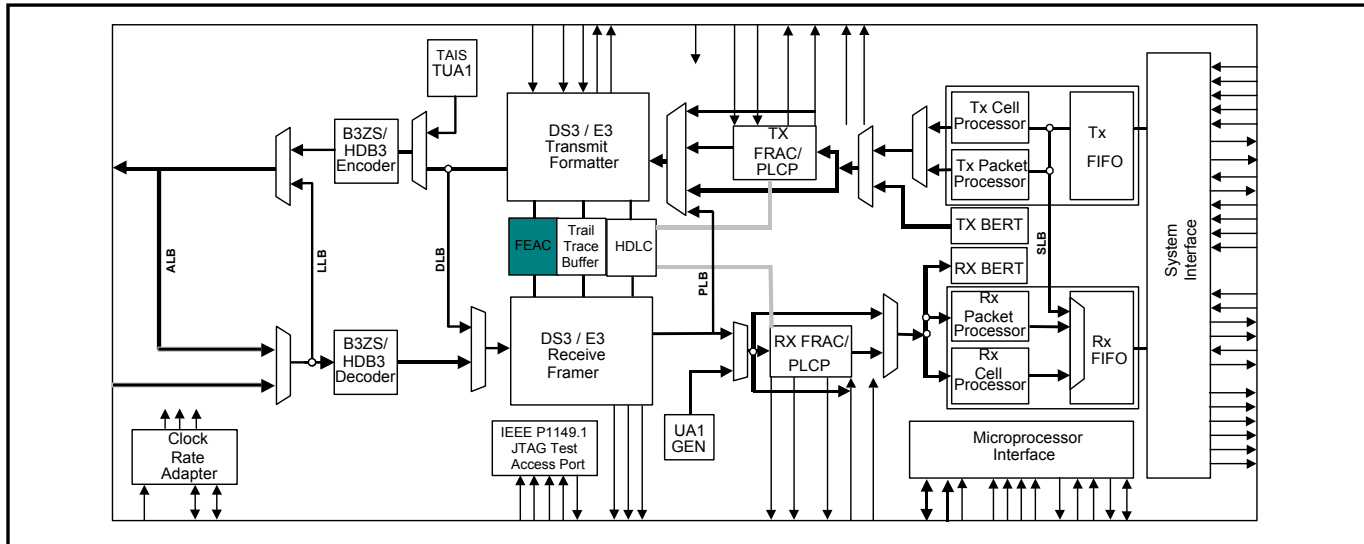 TAIS
TUA1
B3ZS/
HDB3
Encoder
DS3 / E3
Transmit
Formatter
TX
FRAC/
PLCP
Tx Cell
Processor
Tx
FIFO
Tx Packet
Processor
TX BERT
System
Interface
ALB
LLB
DLB
FEAC
Trail
Trace
Buffer
HDLC
PLB
SLB
RX BERT
B3ZS/
HDB3
Decoder
DS3 / E3
Receive
Framer
RX FRAC/
PLCP
Rx
Packet
Processor
Rx
Cell
Processor
Rx
FIFO
UA1
GEN
Clock
Rate
Adapter
IEEE P1149.1
JTAG Test
Access Port
Microprocessor
Interface